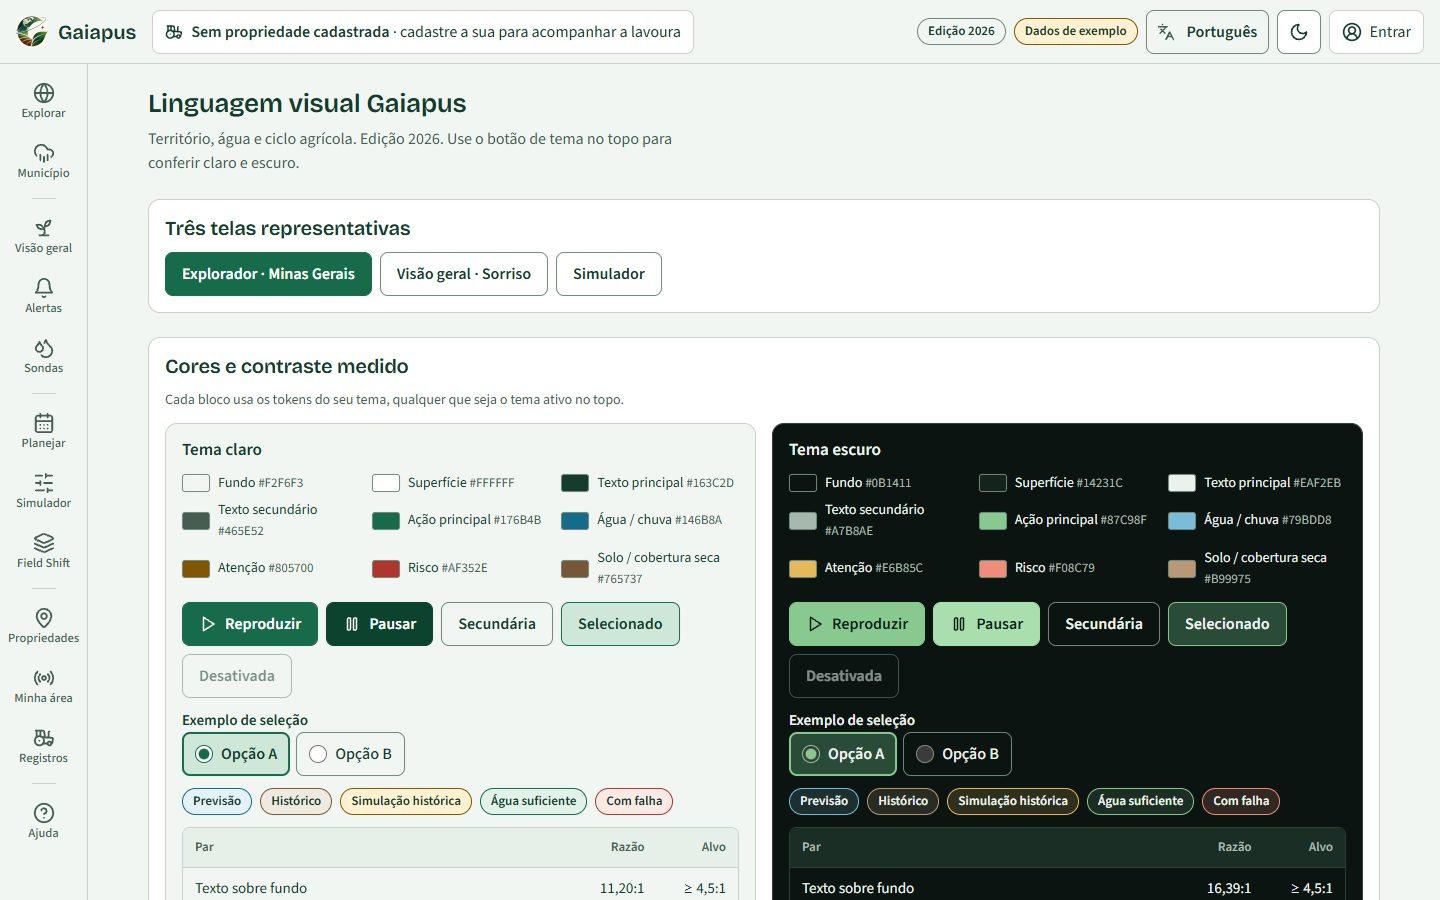 Gaiapus
Sem propriedade cadastrada · cadastre a sua para acompanhar a lavoura
Edição 2026
Dados de exemplo
Português
Entrar
Explorar
Município
Visão geral
Alertas
Sondas
Planejar
Simulador
Field Shift
Propriedades
Minha área
Registros
Ajuda
Linguagem visual Gaiapus
Território, água e ciclo agrícola. Edição 2026. Use o botão de tema no topo para
conferir claro e escuro.
Três telas representativas
Explorador · Minas Gerais
Visão geral · Sorriso
Simulador
Cores e contraste medido
Cada bloco usa os tokens do seu tema, qualquer que seja o tema ativo no topo.
Tema claro
Fundo #F2F6F3
Superfície #FFFFFF
Texto principal #163C2D
Texto secundário
#465E52
Ação principal #176B4B
Água / chuva #146B8A
Atenção #805700
Risco #AF352E
Solo / cobertura seca
#765737
Reproduzir
Pausar
Secundária
Selecionado
Desativada
Exemplo de seleção
Opção A
Opção B
Previsão
Histórico
Simulação histórica
Água suficiente
Com falha
Par Razão Alvo
Texto sobre fundo 11,20:1 ≥ 4,5:1
Tema escuro
Fundo #0B1411
Superfície #14231C
Texto principal #EAF2EB
Texto secundário
#A7B8AE
Ação principal #87C98F
Água / chuva #79BDD8
Atenção #E6B85C
Risco #F08C79
Solo / cobertura seca
#B99975
Reproduzir
Pausar
Secundária
Selecionado
Desativada
Exemplo de seleção
Opção A
Opção B
Previsão
Histórico
Simulação histórica
Água suficiente
Com falha
Par Razão Alvo
Texto sobre fundo 16,39:1 ≥ 4,5:1